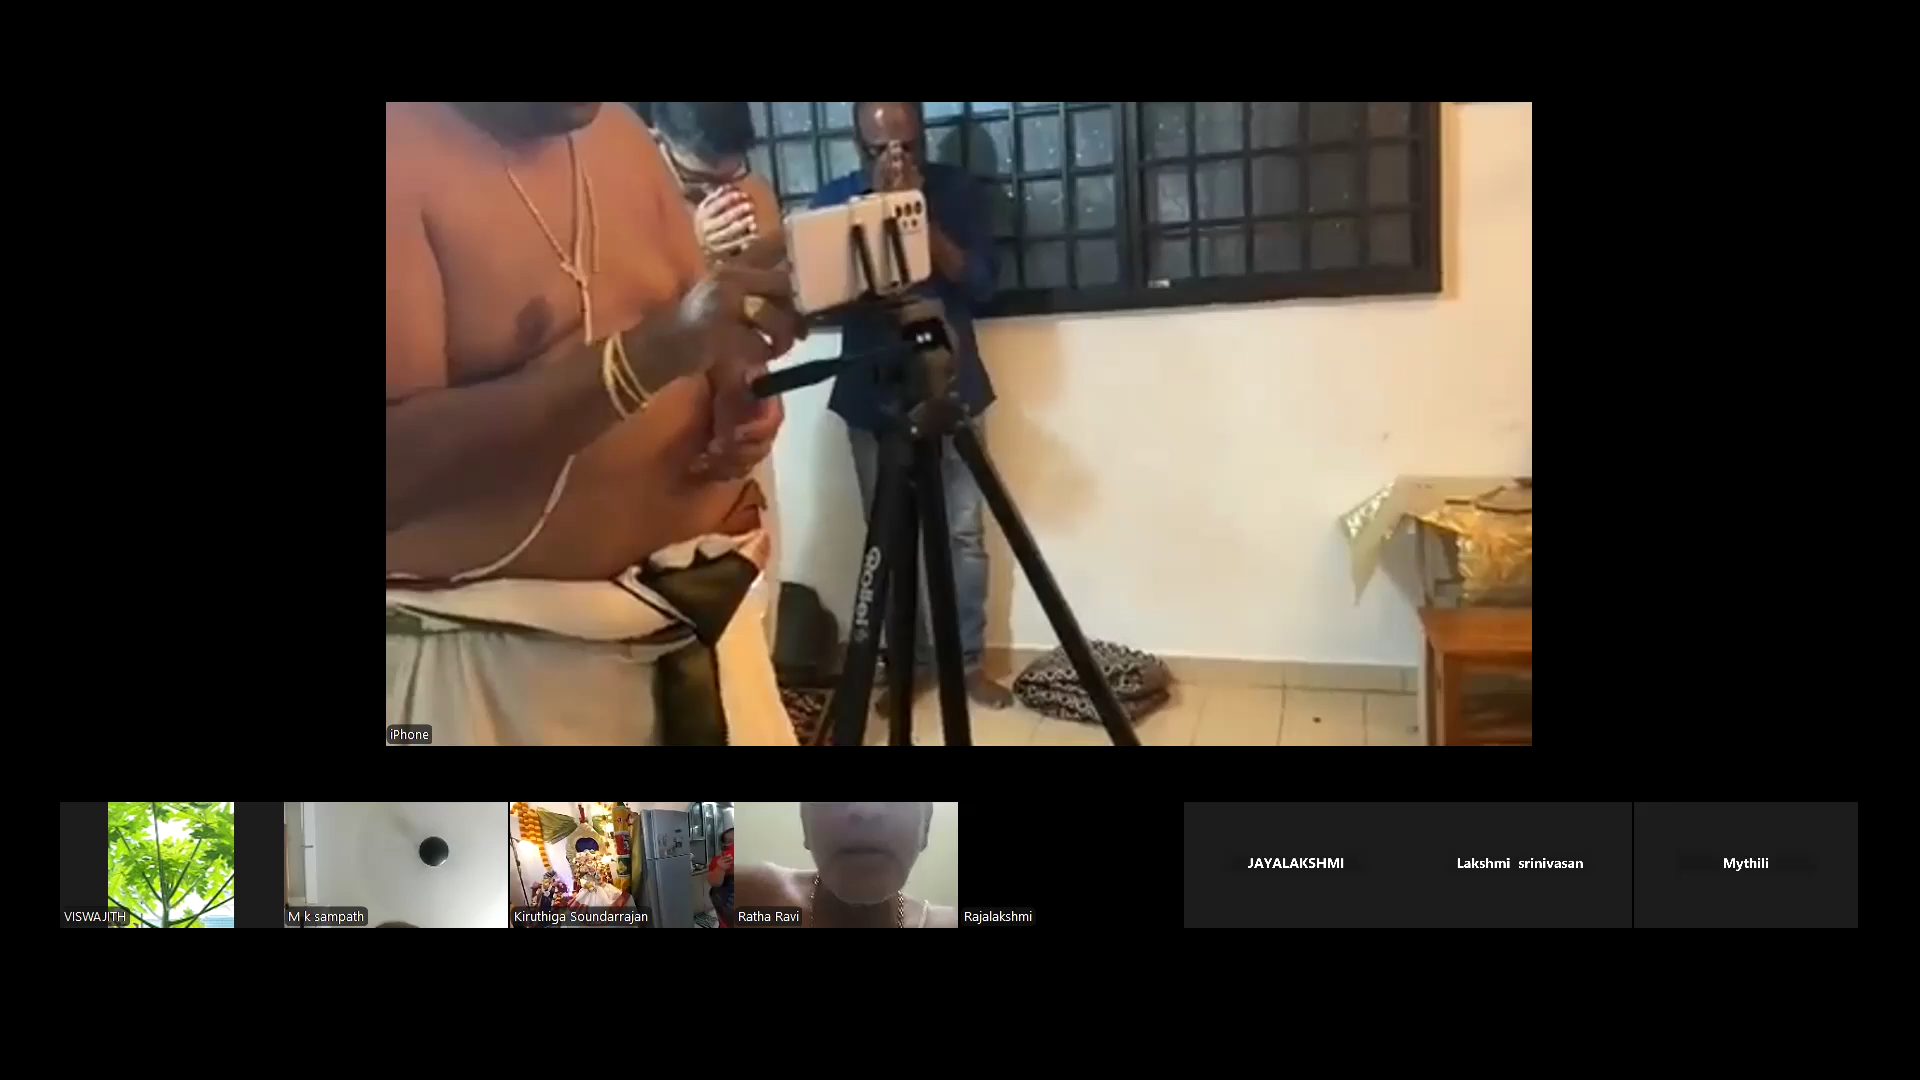 Rollei
iPhone
VISWAJITH
M k sampath
Kiruthiga Soundarrajan
Ratha Ravi
Rajalakshmi
JAYALAKSHMI
Lakshmi srinivasan
Mythili